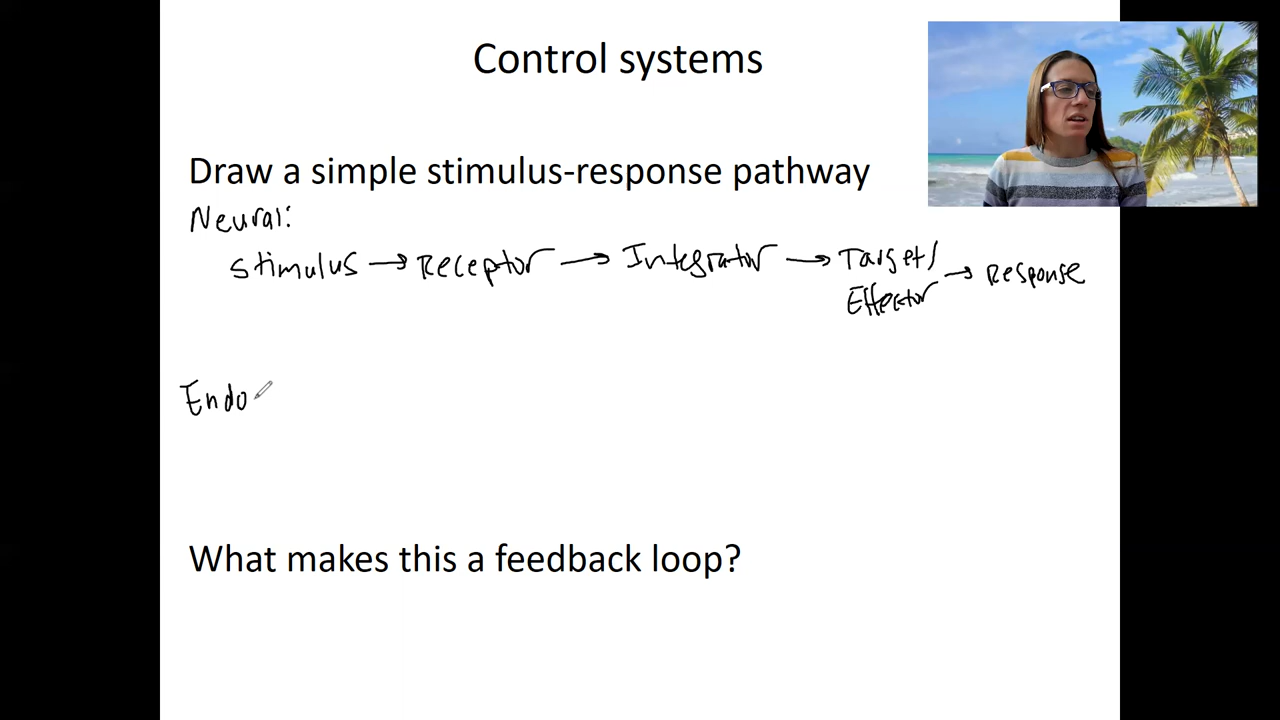 Control systems
Draw a simple stimulus-response pathway
Neural:
stimulus → Receptor → Integrator → Target/ → Response
Effector
Endo
What makes this a feedback loop?